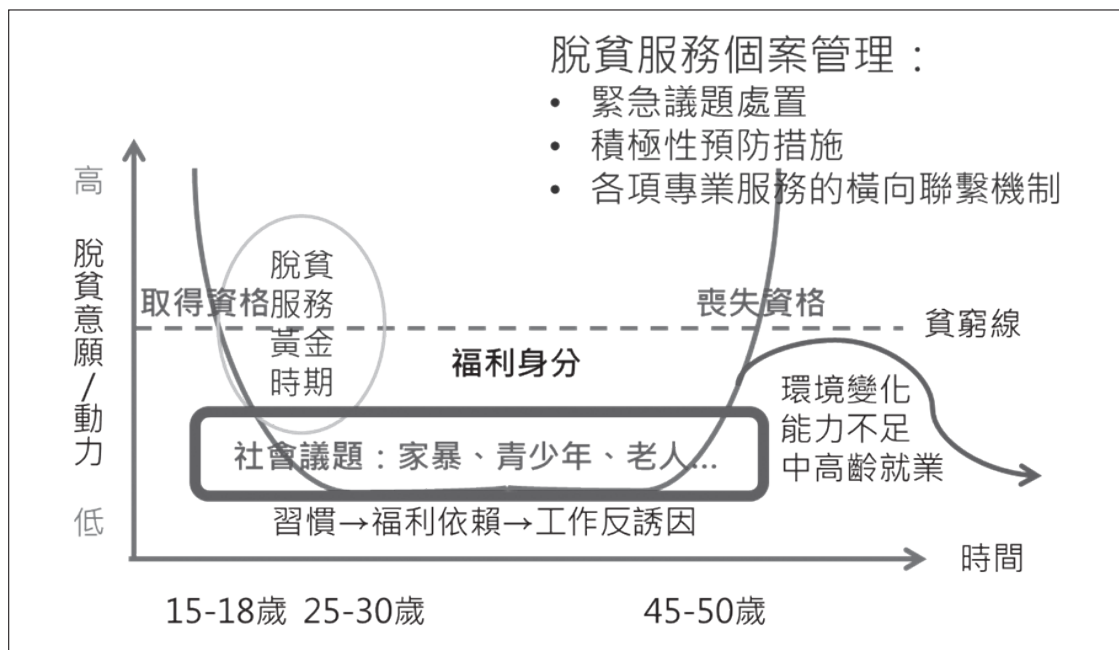 脫貧服務個案管理：
• 緊急議題處置
• 積極性預防措施
• 各項專業服務的橫向聯繫機制
高
脫貧意願/動力
低
取得資格
脫貧
服務
黃金
時期
喪失資格
貧窮線
福利身分
環境變化
能力不足
中高齡就業
社會議題：家暴、青少年、老人...
習慣→福利依賴→工作反誘因
時間
15-18歲 25-30歲 45-50歲